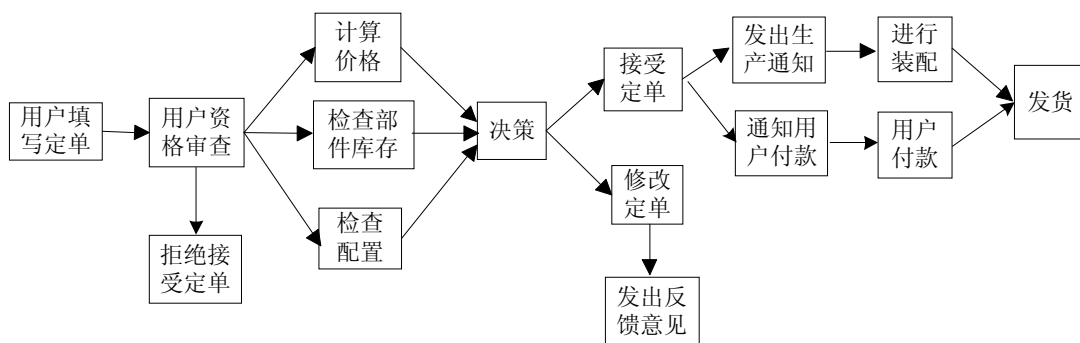 用户填
写定单
用户资
格审查
拒绝接
受定单
计算
价格
检查部
件库存
检查
配置
决策
接受
定单
修改
定单
发出反
馈意见
发出生
产通知
通知用
户付款
进行
装配
用户
付款
发货